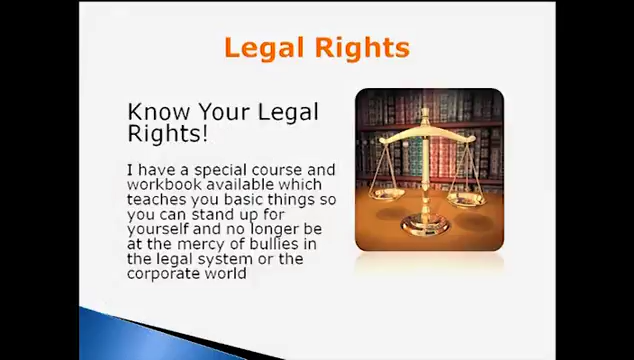 Legal Rights
Know Your Legal
Rights!
I have a special course and
workbook available which
teaches you basic things so
you can stand up for
yourself and no longer be
at the mercy of bullies in
the legal system or the
corporate world